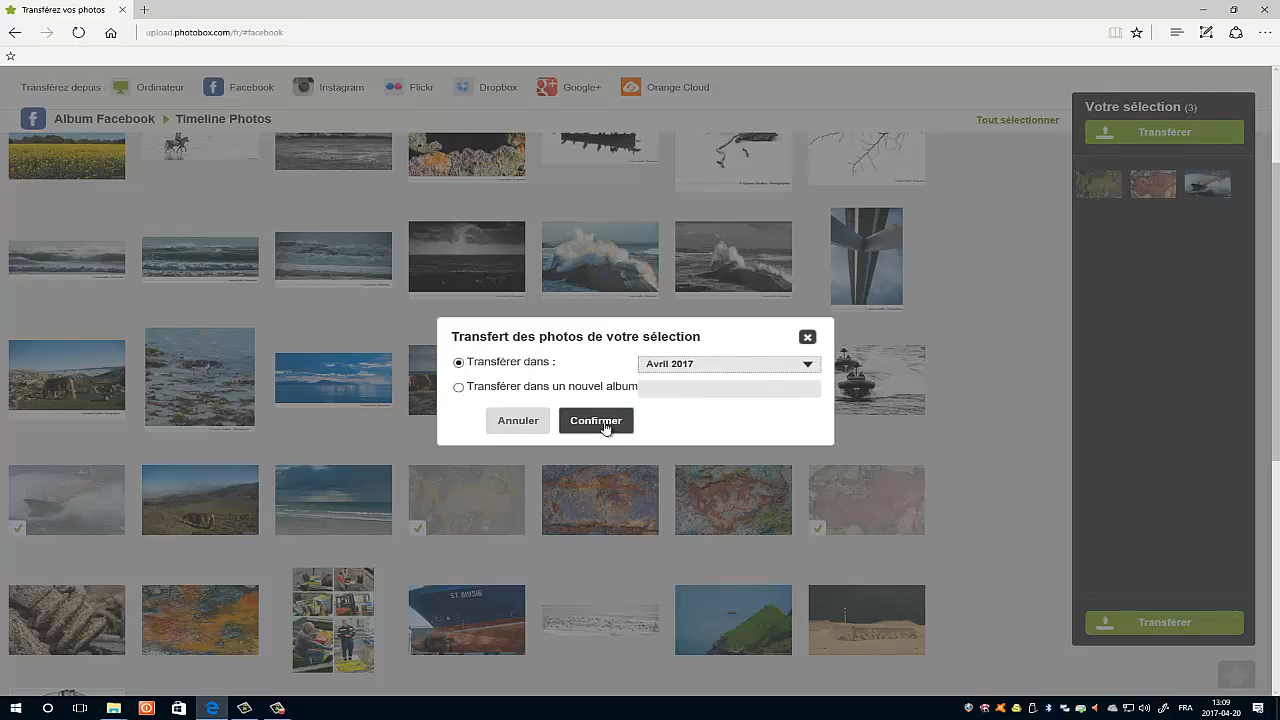 Transférez vos photos
upload.photobox.com/fr/#facebook
Transférez depuis : Ordinateur Facebook Instagram Flickr Dropbox Google+ Orange Cloud
Album Facebook Timeline Photos
Tout sélectionner
Votre sélection (3)
Transférer
Transfert des photos de votre sélection
Transférer dans :
Avril 2017
Transférer dans un nouvel album
Annuler
Confirmer
ST 819516
Transférer
FRA
13:09
2017-04-20